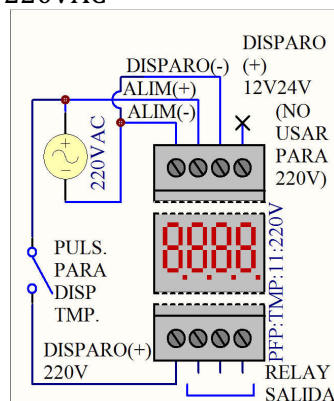 220VAC
DISPARO
(+)
12V24V
(NO
USAR
PARA
220V)
DISPARO(-)
ALIM(+)
ALIM(-)
220VAC
8888
PFP:TMP:11:220V
PULS.
PARA
DISP
TMP.
DISPARO(+)
220V
RELAY
SALIDA